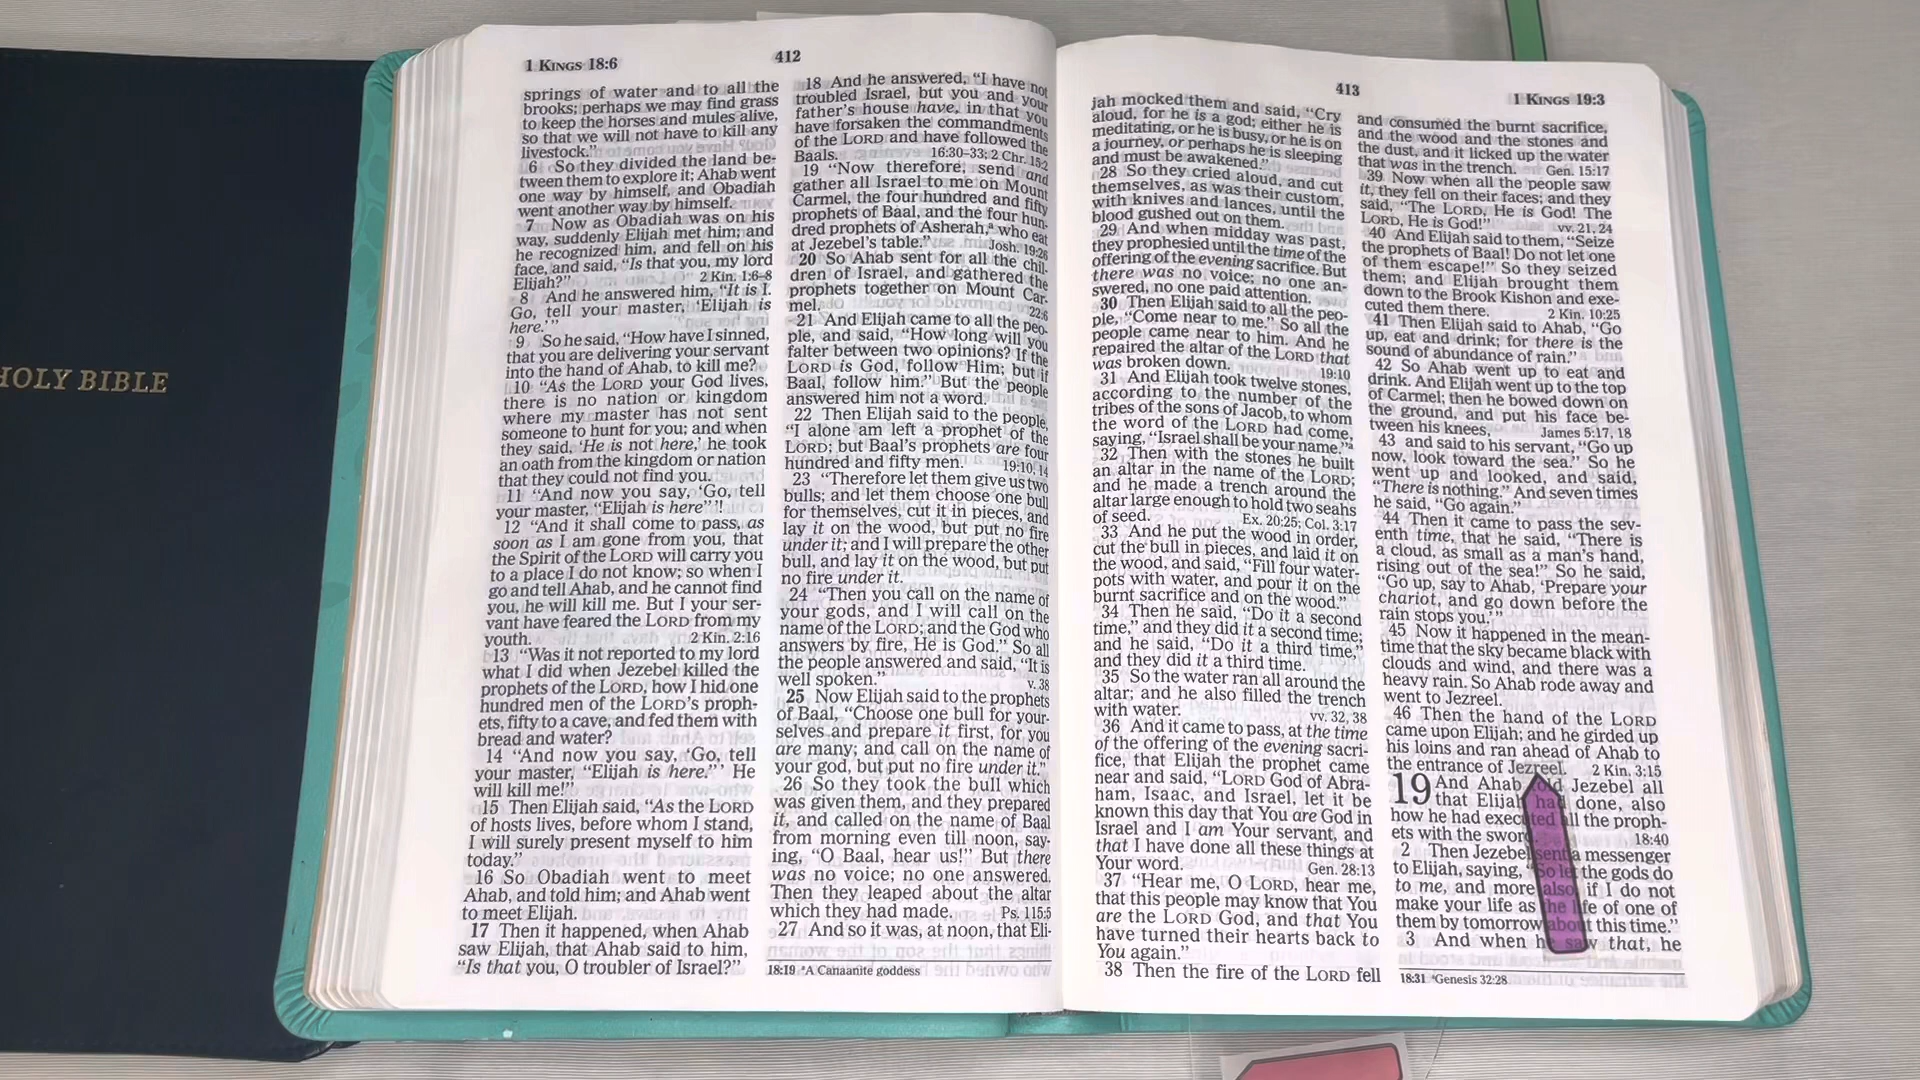 HOLY BIBLE
1 KINGS 18:6
412
springs of water and to all the
brooks; perhaps we may find grass
to keep the horses and mules alive,
so that we will not have to kill any
livestock."
6 So they divided the land be-
tween them to explore it; Ahab went
one way by himself, and Obadiah
went another way by himself.
7 Now as Obadiah was on his
way, suddenly Elijah met him; and
he recognized him, and fell on his
face, and said, "Is that you, my lord
Elijah?" 2 Kin. 1:6–8
8 And he answered him, "It is I.
Go, tell your master, 'Elijah is
here.'"
9 So he said, "How have I sinned,
that you are delivering your servant
into the hand of Ahab, to kill me?
10 "As the LORD your God lives,
there is no nation or kingdom
where my master has not sent
someone to hunt for you; and when
they said, 'He is not here,' he took
an oath from the kingdom or nation
that they could not find you.
11 "And now you say, 'Go, tell
your master, "Elijah is here"'!
12 "And it shall come to pass, as
soon as I am gone from you, that
the Spirit of the LORD will carry you
to a place I do not know; so when I
go and tell Ahab, and he cannot find
you, he will kill me. But I your ser-
vant have feared the LORD from my
youth. 2 Kin. 2:16
13 "Was it not reported to my lord
what I did when Jezebel killed the
prophets of the LORD, how I hid one
hundred men of the LORD's proph-
ets, fifty to a cave, and fed them with
bread and water?
14 "And now you say, 'Go, tell
your master, "Elijah is here."' He
will kill me!"
15 Then Elijah said, "As the LORD
of hosts lives, before whom I stand,
I will surely present myself to him
today."
16 So Obadiah went to meet
Ahab, and told him; and Ahab went
to meet Elijah.
17 Then it happened, when Ahab
saw Elijah, that Ahab said to him,
"Is that you, O troubler of Israel?"
18 And he answered, "I have not
troubled Israel, but you and your
father's house have, in that you
have forsaken the commandments
of the LORD and have followed the
Baals. 16:30–33; 2 Chr. 15:2
19 "Now therefore, send and
gather all Israel to me on Mount
Carmel, the four hundred and fifty
prophets of Baal, and the four hun-
dred prophets of Asherah,ª who eat
at Jezebel's table." Josh. 19:26
20 So Ahab sent for all the chil-
dren of Israel, and gathered the
prophets together on Mount Car-
mel. 22:6
21 And Elijah came to all the peo-
ple, and said, "How long will you
falter between two opinions? If the
LORD is God, follow Him; but if
Baal, follow him." But the people
answered him not a word.
22 Then Elijah said to the people,
"I alone am left a prophet of the
LORD; but Baal's prophets are four
hundred and fifty men. 19:10, 14
23 "Therefore let them give us two
bulls; and let them choose one bull
for themselves, cut it in pieces, and
lay it on the wood, but put no fire
under it; and I will prepare the other
bull, and lay it on the wood, but put
no fire under it.
24 "Then you call on the name of
your gods, and I will call on the
name of the LORD; and the God who
answers by fire, He is God." So all
the people answered and said, "It is
well spoken." v. 38
25 Now Elijah said to the prophets
of Baal, "Choose one bull for your-
selves and prepare it first, for you
are many; and call on the name of
your god, but put no fire under it."
26 So they took the bull which
was given them, and they prepared
it, and called on the name of Baal
from morning even till noon, say-
ing, "O Baal, hear us!" But there
was no voice; no one answered.
Then they leaped about the altar
which they had made. Ps. 115:5
27 And so it was, at noon, that Eli-
18:19 ªA Canaanite goddess
413
1 KINGS 19:3
jah mocked them and said, "Cry
aloud, for he is a god; either he is
meditating, or he is busy, or he is on
a journey, or perhaps he is sleeping
and must be awakened."
28 So they cried aloud, and cut
themselves, as was their custom,
with knives and lances, until the
blood gushed out on them.
29 And when midday was past,
they prophesied until the time of the
offering of the evening sacrifice. But
there was no voice; no one an-
swered, no one paid attention.
30 Then Elijah said to all the peo-
ple, "Come near to me." So all the
people came near to him. And he
repaired the altar of the LORD that
was broken down. 19:10
31 And Elijah took twelve stones,
according to the number of the
tribes of the sons of Jacob, to whom
the word of the LORD had come,
saying, "Israel shall be your name."ª
32 Then with the stones he built
an altar in the name of the LORD;
and he made a trench around the
altar large enough to hold two seahs
of seed. Ex. 20:25; Col. 3:17
33 And he put the wood in order,
cut the bull in pieces, and laid it on
the wood, and said, "Fill four water-
pots with water, and pour it on the
burnt sacrifice and on the wood."
34 Then he said, "Do it a second
time," and they did it a second time;
and he said, "Do it a third time,"
and they did it a third time.
35 So the water ran all around the
altar; and he also filled the trench
with water. vv. 32, 38
36 And it came to pass, at the time
of the offering of the evening sacri-
fice, that Elijah the prophet came
near and said, "LORD God of Abra-
ham, Isaac, and Israel, let it be
known this day that You are God in
Israel and I am Your servant, and
that I have done all these things at
Your word. Gen. 28:13
37 "Hear me, O LORD, hear me,
that this people may know that You
are the LORD God, and that You
have turned their hearts back to
You again."
38 Then the fire of the LORD fell
and consumed the burnt sacrifice,
and the wood and the stones and
the dust, and it licked up the water
that was in the trench. Gen. 15:17
39 Now when all the people saw
it, they fell on their faces; and they
said, "The LORD, He is God! The
LORD, He is God!" vv. 21, 24
40 And Elijah said to them, "Seize
the prophets of Baal! Do not let one
of them escape!" So they seized
them; and Elijah brought them
down to the Brook Kishon and exe-
cuted them there. 2 Kin. 10:25
41 Then Elijah said to Ahab, "Go
up, eat and drink; for there is the
sound of abundance of rain."
42 So Ahab went up to eat and
drink. And Elijah went up to the top
of Carmel; then he bowed down on
the ground, and put his face be-
tween his knees, James 5:17, 18
43 and said to his servant, "Go up
now, look toward the sea." So he
went up and looked, and said,
"There is nothing." And seven times
he said, "Go again."
44 Then it came to pass the sev-
enth time, that he said, "There is
a cloud, as small as a man's hand,
rising out of the sea!" So he said,
"Go up, say to Ahab, 'Prepare your
chariot, and go down before the
rain stops you.'"
45 Now it happened in the mean-
time that the sky became black with
clouds and wind, and there was a
heavy rain. So Ahab rode away and
went to Jezreel.
46 Then the hand of the LORD
came upon Elijah; and he girded up
his loins and ran ahead of Ahab to
the entrance of Jezreel. 2 Kin. 3:15
19 And Ahab told Jezebel all
that Elijah had done, also
how he had executed all the proph-
ets with the sword. 18:40
2 Then Jezebel sent a messenger
to Elijah, saying, "So let the gods do
to me, and more also, if I do not
make your life as the life of one of
them by tomorrow about this time."
3 And when he saw that, he
18:31 ªGenesis 32:28